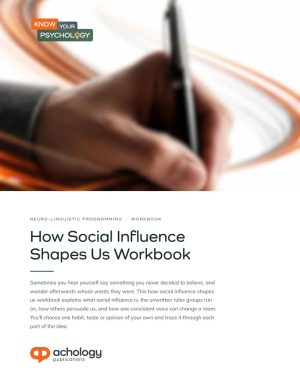 KNOW YOUR
PSYCHOLOGY
NEURO-LINGUISTIC PROGRAMMING · WORKBOOK
How Social Influence
Shapes Us Workbook
Sometimes you hear yourself say something you never decided to believe, and
wonder afterwards whose words they were. This how social influence shapes
us workbook explains what social influence is, the unwritten rules groups run
on, how others persuade us, and how one consistent voice can change a room.
You'll choose one habit, taste or opinion of your own and trace it through each
part of the idea.
achology
publications